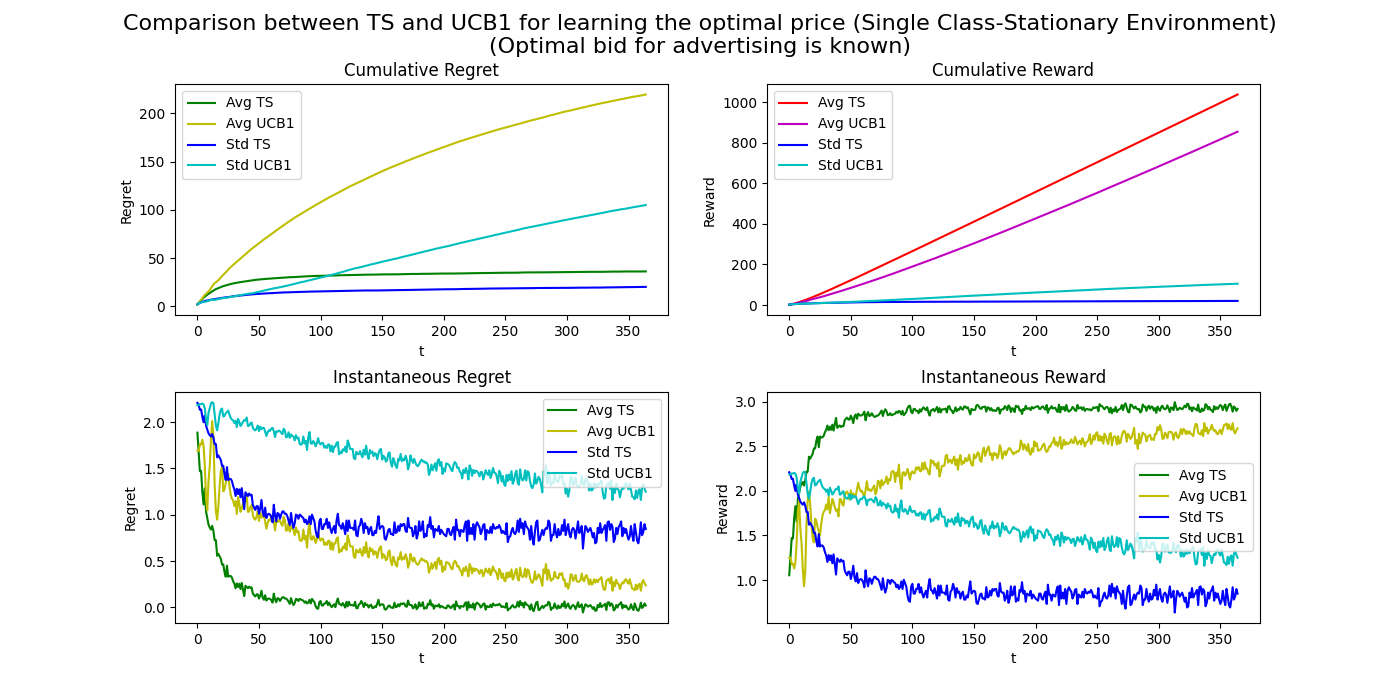 Comparison between TS and UCB1 for learning the optimal price (Single Class-Stationary Environment)
(Optimal bid for advertising is known)
Cumulative Regret
Avg TS
Avg UCB1
Std TS
Std UCB1
200
150
100
50
0
Regret
0 50 100 150 200 250 300 350
t
Cumulative Reward
Avg TS
Avg UCB1
Std TS
Std UCB1
1000
800
600
400
200
0
Reward
0 50 100 150 200 250 300 350
t
Instantaneous Regret
Avg TS
Avg UCB1
Std TS
Std UCB1
2.0
1.5
1.0
0.5
0.0
Regret
0 50 100 150 200 250 300 350
t
Instantaneous Reward
Avg TS
Avg UCB1
Std TS
Std UCB1
3.0
2.5
2.0
1.5
1.0
Reward
0 50 100 150 200 250 300 350
t